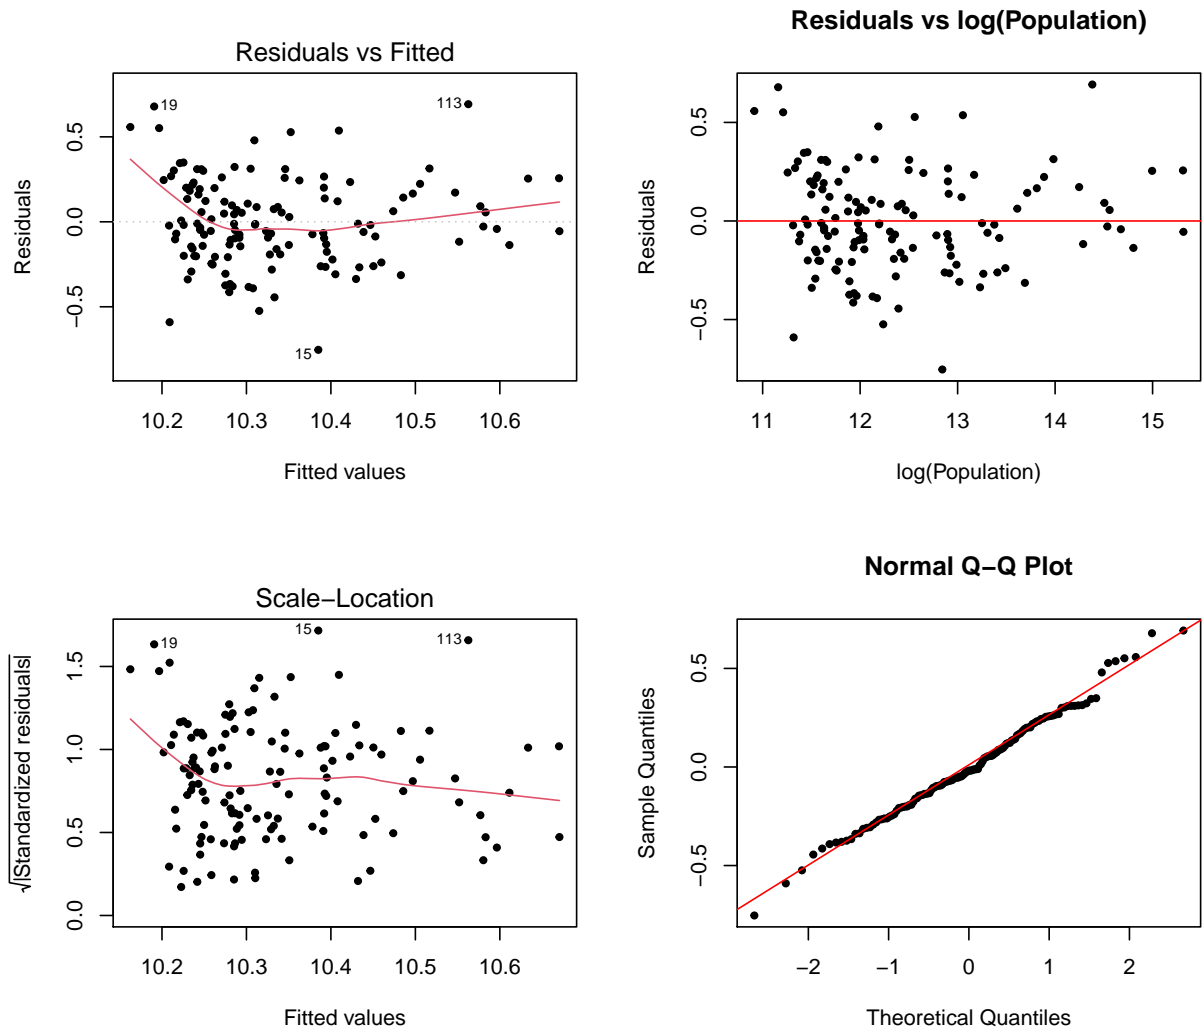 Residuals vs Fitted
19
113
15
−0.5 0.0 0.5
Residuals
10.2 10.3 10.4 10.5 10.6
Fitted values
Residuals vs log(Population)
−0.5 0.0 0.5
Residuals
11 12 13 14 15
log(Population)
Scale−Location
19
15
113
0.0 0.5 1.0 1.5
√|Standardized residuals|
10.2 10.3 10.4 10.5 10.6
Fitted values
Normal Q−Q Plot
−0.5 0.0 0.5
Sample Quantiles
−2 −1 0 1 2
Theoretical Quantiles